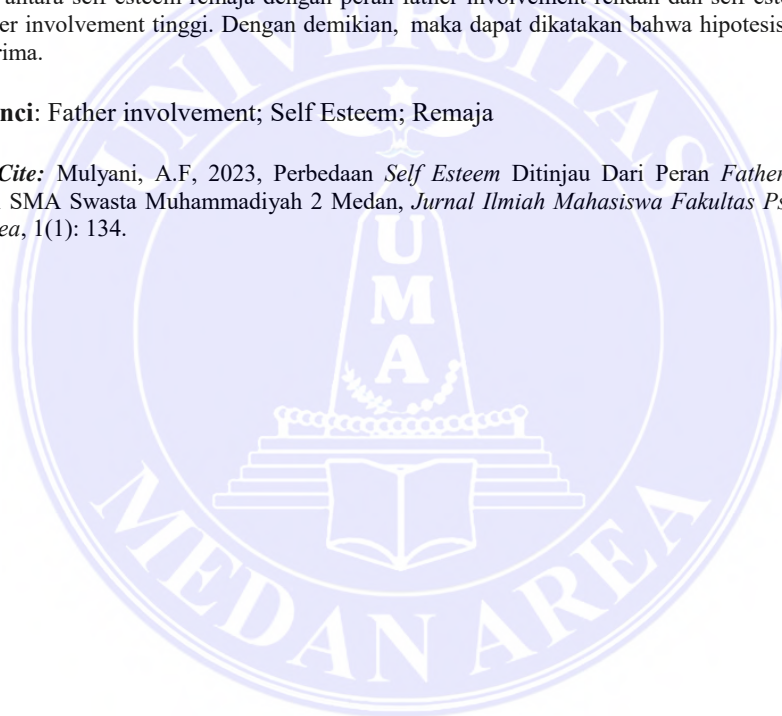 antara self esteem remaja dengan peran father involvement rendah dan self
er involvement tinggi. Dengan demikian, maka dapat dikatakan bahwa hipotesis
rima.
nci: Father involvement; Self Esteem; Remaja
Cite: Mulyani, A.F, 2023, Perbedaan Self Esteem Ditinjau Dari Peran Father
SMA Swasta Muhammadiyah 2 Medan, Jurnal Ilmiah Mahasiswa Fakultas Ps
ea, 1(1): 134.
UNIVERSITAS
U
M
A
MEDAN AREA